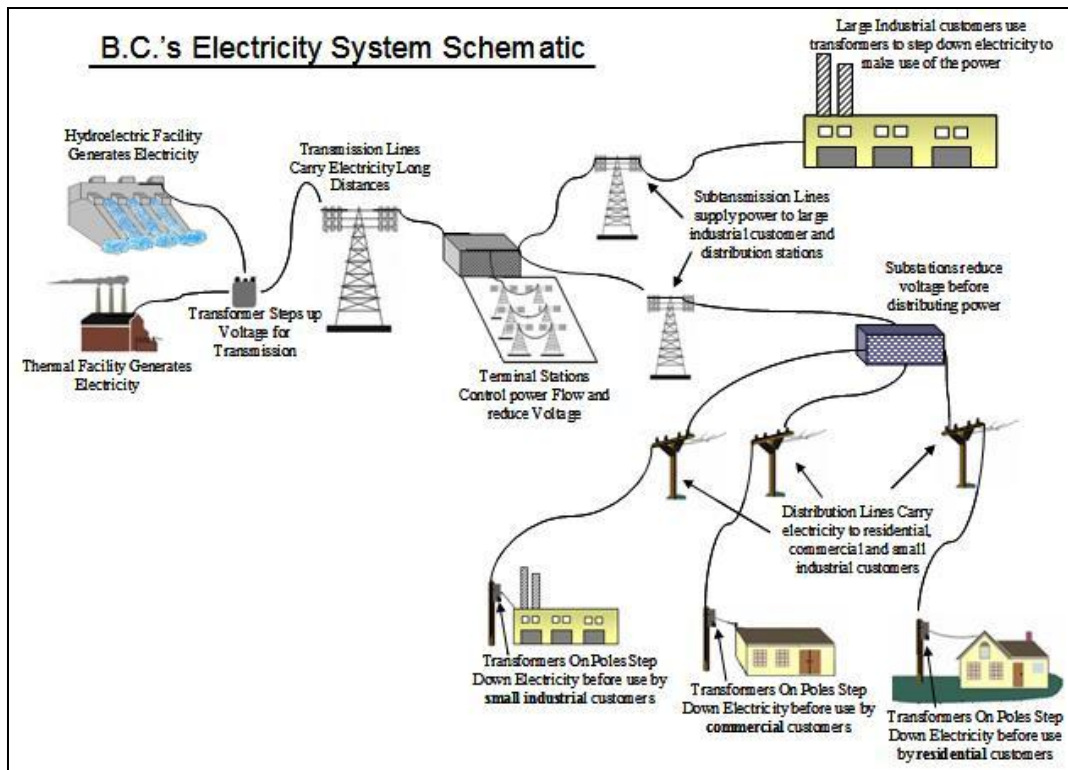 B.C.'s Electricity System Schematic
Large Industrial customers use
transformers to step down electricity to
make use of the power
Hydroelectric Facility
Generates Electricity
Transmission Lines
Carry Electricity Long
Distances
Subtansmission Lines
supply power to large
industrial customer and
distribution stations
Substations reduce
voltage before
distributing power
Transformer Steps up
Voltage for
Transmission
Thermal Facility Generates
Electricity
Terminal Stations
Control power Flow and
reduce Voltage
Distribution Lines Carry
electricity to residential,
commercial and small
industrial customers
Transformers On Poles Step
Down Electricity before use by
small industrial customers
Transformers On Poles Step
Down Electricity before use by
commercial customers
Transformers On Poles Step
Down Electricity before use
by residential customers